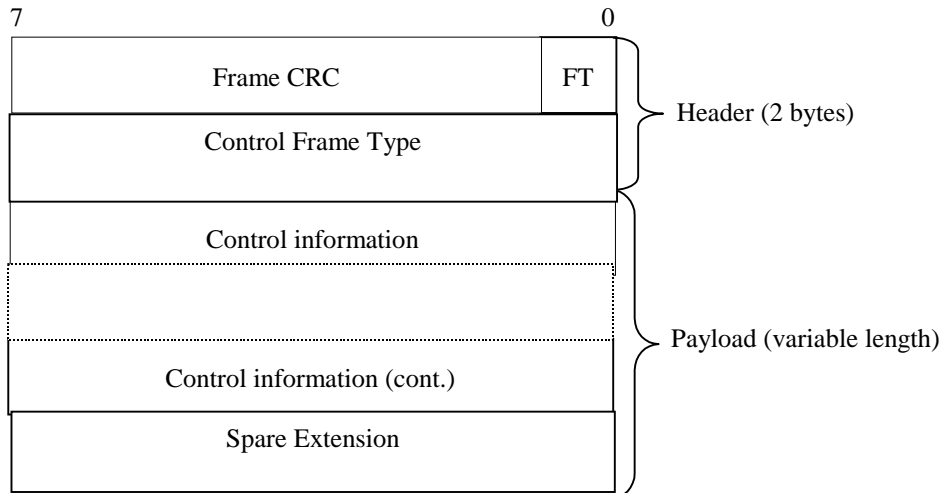 7 0
Frame CRC FT
Header (2 bytes)
Control Frame Type
Control information
Payload (variable length)
Control information (cont.)
Spare Extension